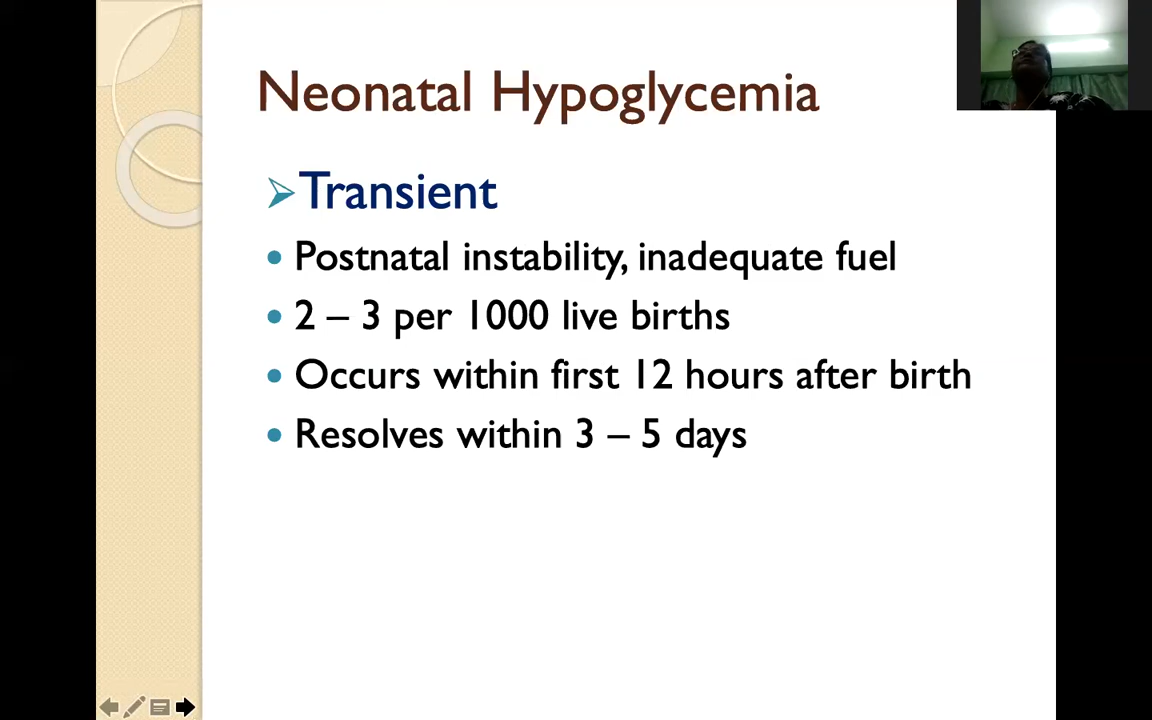 Neonatal Hypoglycemia
Transient
Postnatal instability, inadequate fuel
2 – 3 per 1000 live births
Occurs within first 12 hours after birth
Resolves within 3 – 5 days